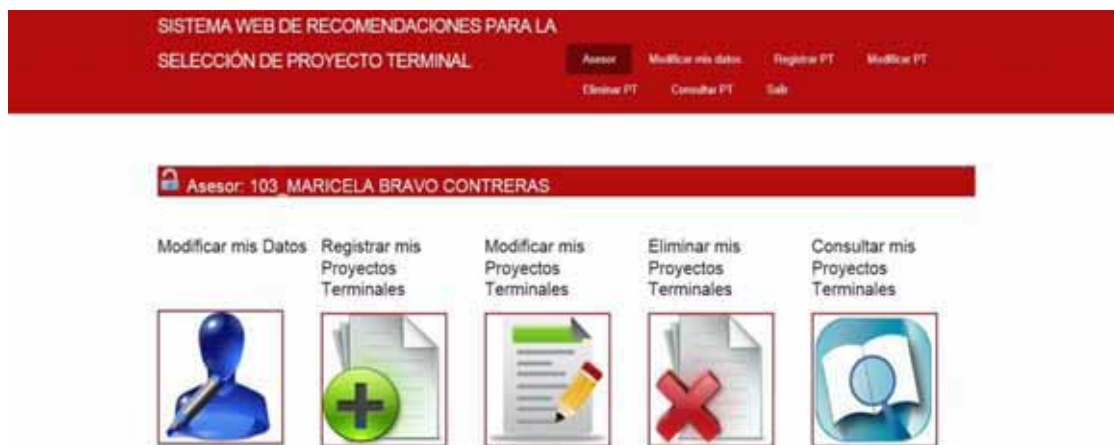 SISTEMA WEB DE RECOMENDACIONES PARA LA
SELECCIÓN DE PROYECTO TERMINAL
Asesor Modificar mis datos Registrar PT Modificar PT
Eliminar PT Consultar PT Salir
Asesor: 103_MARICELA BRAVO CONTRERAS
Modificar mis Datos
Registrar mis
Proyectos
Terminales
Modificar mis
Proyectos
Terminales
Eliminar mis
Proyectos
Terminales
Consultar mis
Proyectos
Terminales